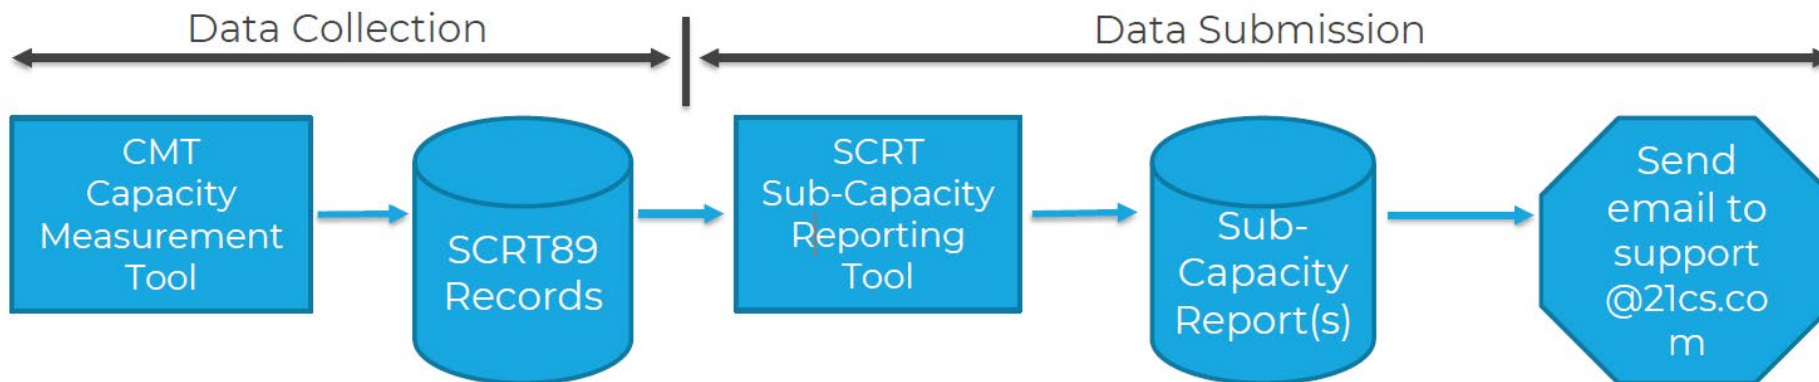 Data Collection
Data Submission
CMT
Capacity
Measurement
Tool
SCRT89
Records
SCRT
Sub-Capacity
Reporting
Tool
Sub-
Capacity
Report(s)
Send
email to
support
@21cs.co
m